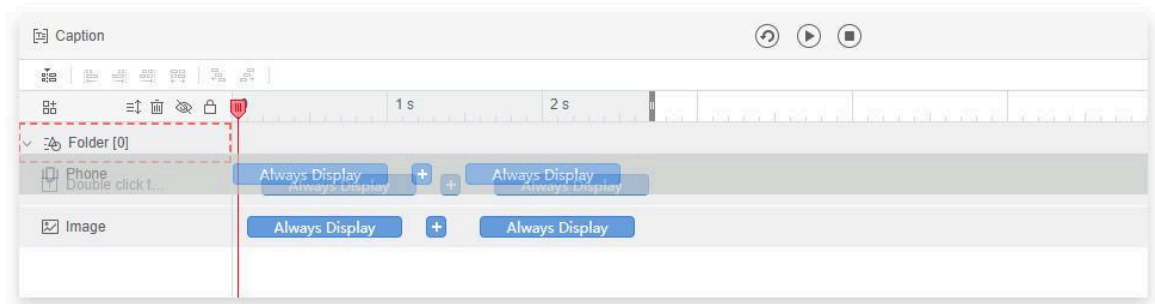 Caption
1 s 2 s
Folder [0]
Phone Always Display + Always Display
Double click t... Always Display + Always Display
Image Always Display + Always Display